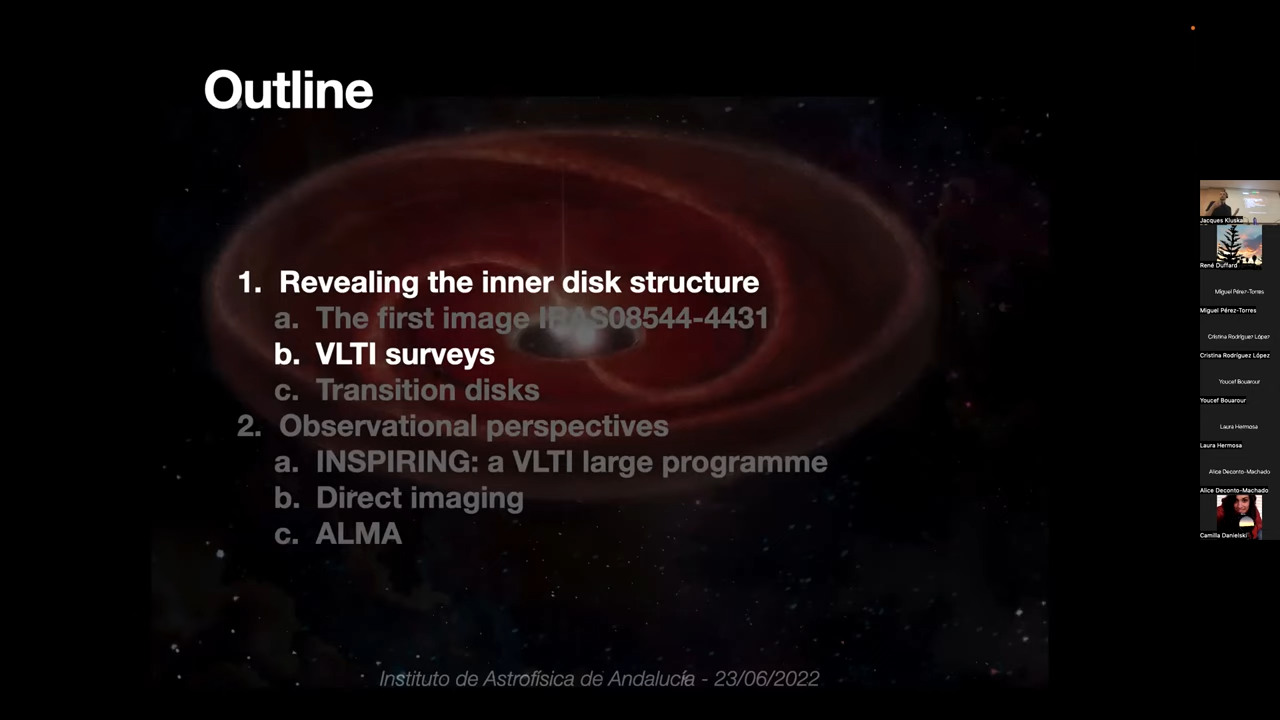 Outline
1. Revealing the inner disk structure
a. The first image IRAS08544-4431
b. VLTI surveys
c. Transition disks
2. Observational perspectives
a. INSPIRING: a VLTI large programme
b. Direct imaging
c. ALMA
Instituto de Astrofísica de Andalucía - 23/06/2022
Jacques Kluska
René Duffard
Miguel Pérez-Torres
Miguel Pérez-Torres
Cristina Rodríguez López
Cristina Rodríguez López
Youcef Bouarour
Youcef Bouarour
Laura Hermosa
Laura Hermosa
Alice Deconto-Machado
Alice Deconto-Machado
Camilla Danielski